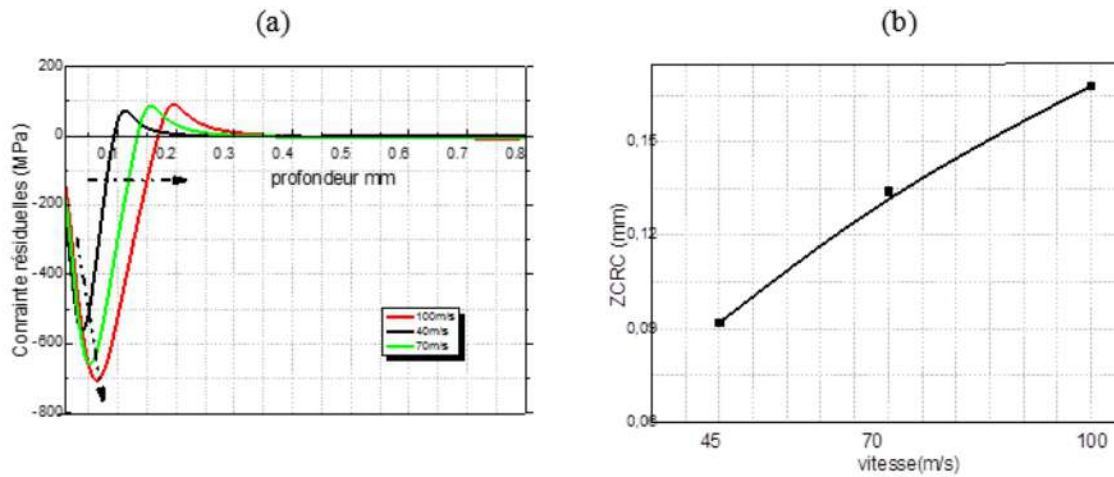 (a)
(b)
200
0
-200
-400
-600
-800
0.1
0.2
0.3
0.4
0.5
0.6
0.7
0.8
Conrainte résiduelles (MPa)
profondeur mm
100m/s
40m/s
70m/s
0,15
0,12
0,09
0,06
ZCRC (mm)
45
70
100
vitesse(m/s)